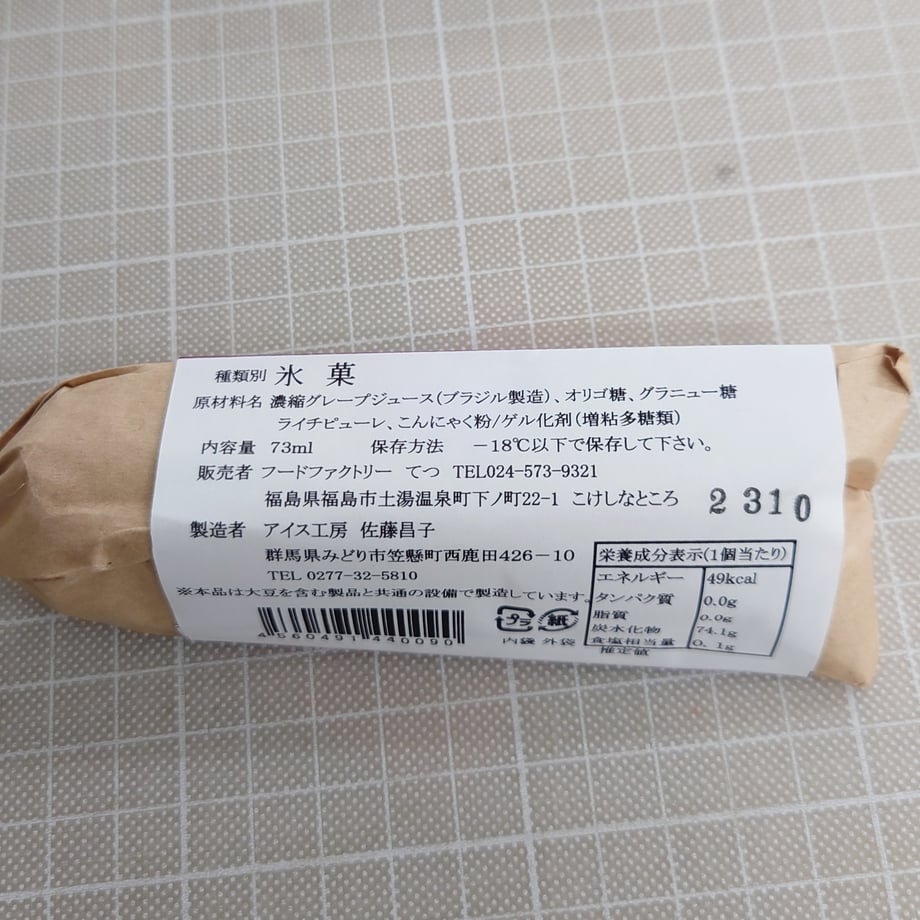 種類別 氷 菓
原材料名 濃縮グレープジュース(ブラジル製造)、オリゴ糖、グラニュー糖
ライチピューレ、こんにゃく粉/ゲル化剤(増粘多糖類)
内容量 73ml 保存方法 －18℃以下で保存して下さい。
販売者 フードファクトリー てつ TEL024-573-9321
福島県福島市土湯温泉町下ノ町22-1 こけしなところ
2 3 1 0
製造者 アイス工房 佐藤昌子
群馬県みどり市笠懸町西鹿田426－10
TEL 0277-32-5810
※本品は大豆を含む製品と共通の設備で製造しています。
4 560491 440090
プラ 紙
内袋 外袋
栄養成分表示(1個当たり)
エネルギー 49kcal
タンパク質 0.0g
脂質 0.0g
炭水化物 74.1g
食塩相当量 0.1g
推定値